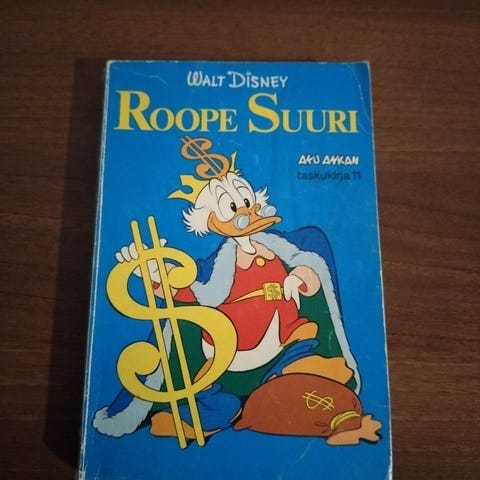 WALT DISNEY
ROOPE SUURI
AKU ANKAN
taskukirja 11
$
$
$